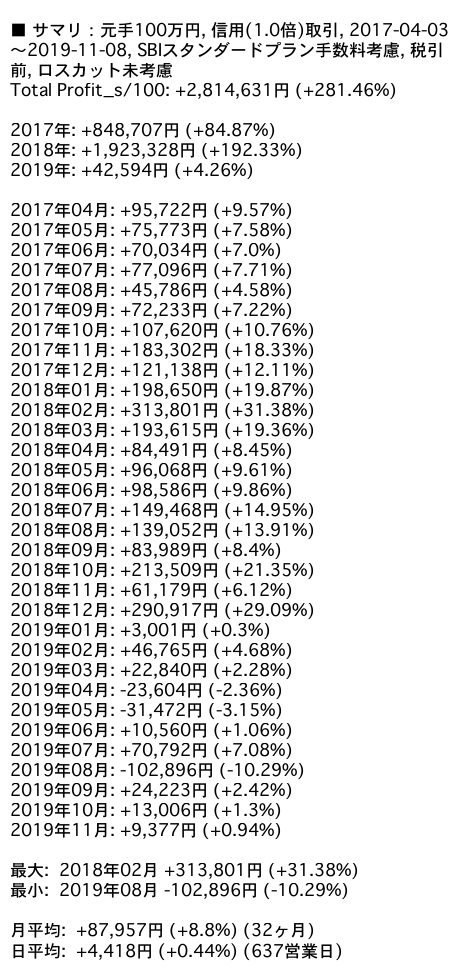 ■ サマリ：元手100万円, 信用(1.0倍)取引, 2017-04-03
～2019-11-08, SBIスタンダードプラン手数料考慮, 税引
前, ロスカット未考慮
Total Profit_s/100: +2,814,631円 (+281.46%)
2017年: +848,707円 (+84.87%)
2018年: +1,923,328円 (+192.33%)
2019年: +42,594円 (+4.26%)
2017年04月: +95,722円 (+9.57%)
2017年05月: +75,773円 (+7.58%)
2017年06月: +70,034円 (+7.0%)
2017年07月: +77,096円 (+7.71%)
2017年08月: +45,786円 (+4.58%)
2017年09月: +72,233円 (+7.22%)
2017年10月: +107,620円 (+10.76%)
2017年11月: +183,302円 (+18.33%)
2017年12月: +121,138円 (+12.11%)
2018年01月: +198,650円 (+19.87%)
2018年02月: +313,801円 (+31.38%)
2018年03月: +193,615円 (+19.36%)
2018年04月: +84,491円 (+8.45%)
2018年05月: +96,068円 (+9.61%)
2018年06月: +98,586円 (+9.86%)
2018年07月: +149,468円 (+14.95%)
2018年08月: +139,052円 (+13.91%)
2018年09月: +83,989円 (+8.4%)
2018年10月: +213,509円 (+21.35%)
2018年11月: +61,179円 (+6.12%)
2018年12月: +290,917円 (+29.09%)
2019年01月: +3,001円 (+0.3%)
2019年02月: +46,765円 (+4.68%)
2019年03月: +22,840円 (+2.28%)
2019年04月: -23,604円 (-2.36%)
2019年05月: -31,472円 (-3.15%)
2019年06月: +10,560円 (+1.06%)
2019年07月: +70,792円 (+7.08%)
2019年08月: -102,896円 (-10.29%)
2019年09月: +24,223円 (+2.42%)
2019年10月: +13,006円 (+1.3%)
2019年11月: +9,377円 (+0.94%)
最大: 2018年02月 +313,801円 (+31.38%)
最小: 2019年08月 -102,896円 (-10.29%)
月平均: +87,957円 (+8.8%) (32ヶ月)
日平均: +4,418円 (+0.44%) (637営業日)